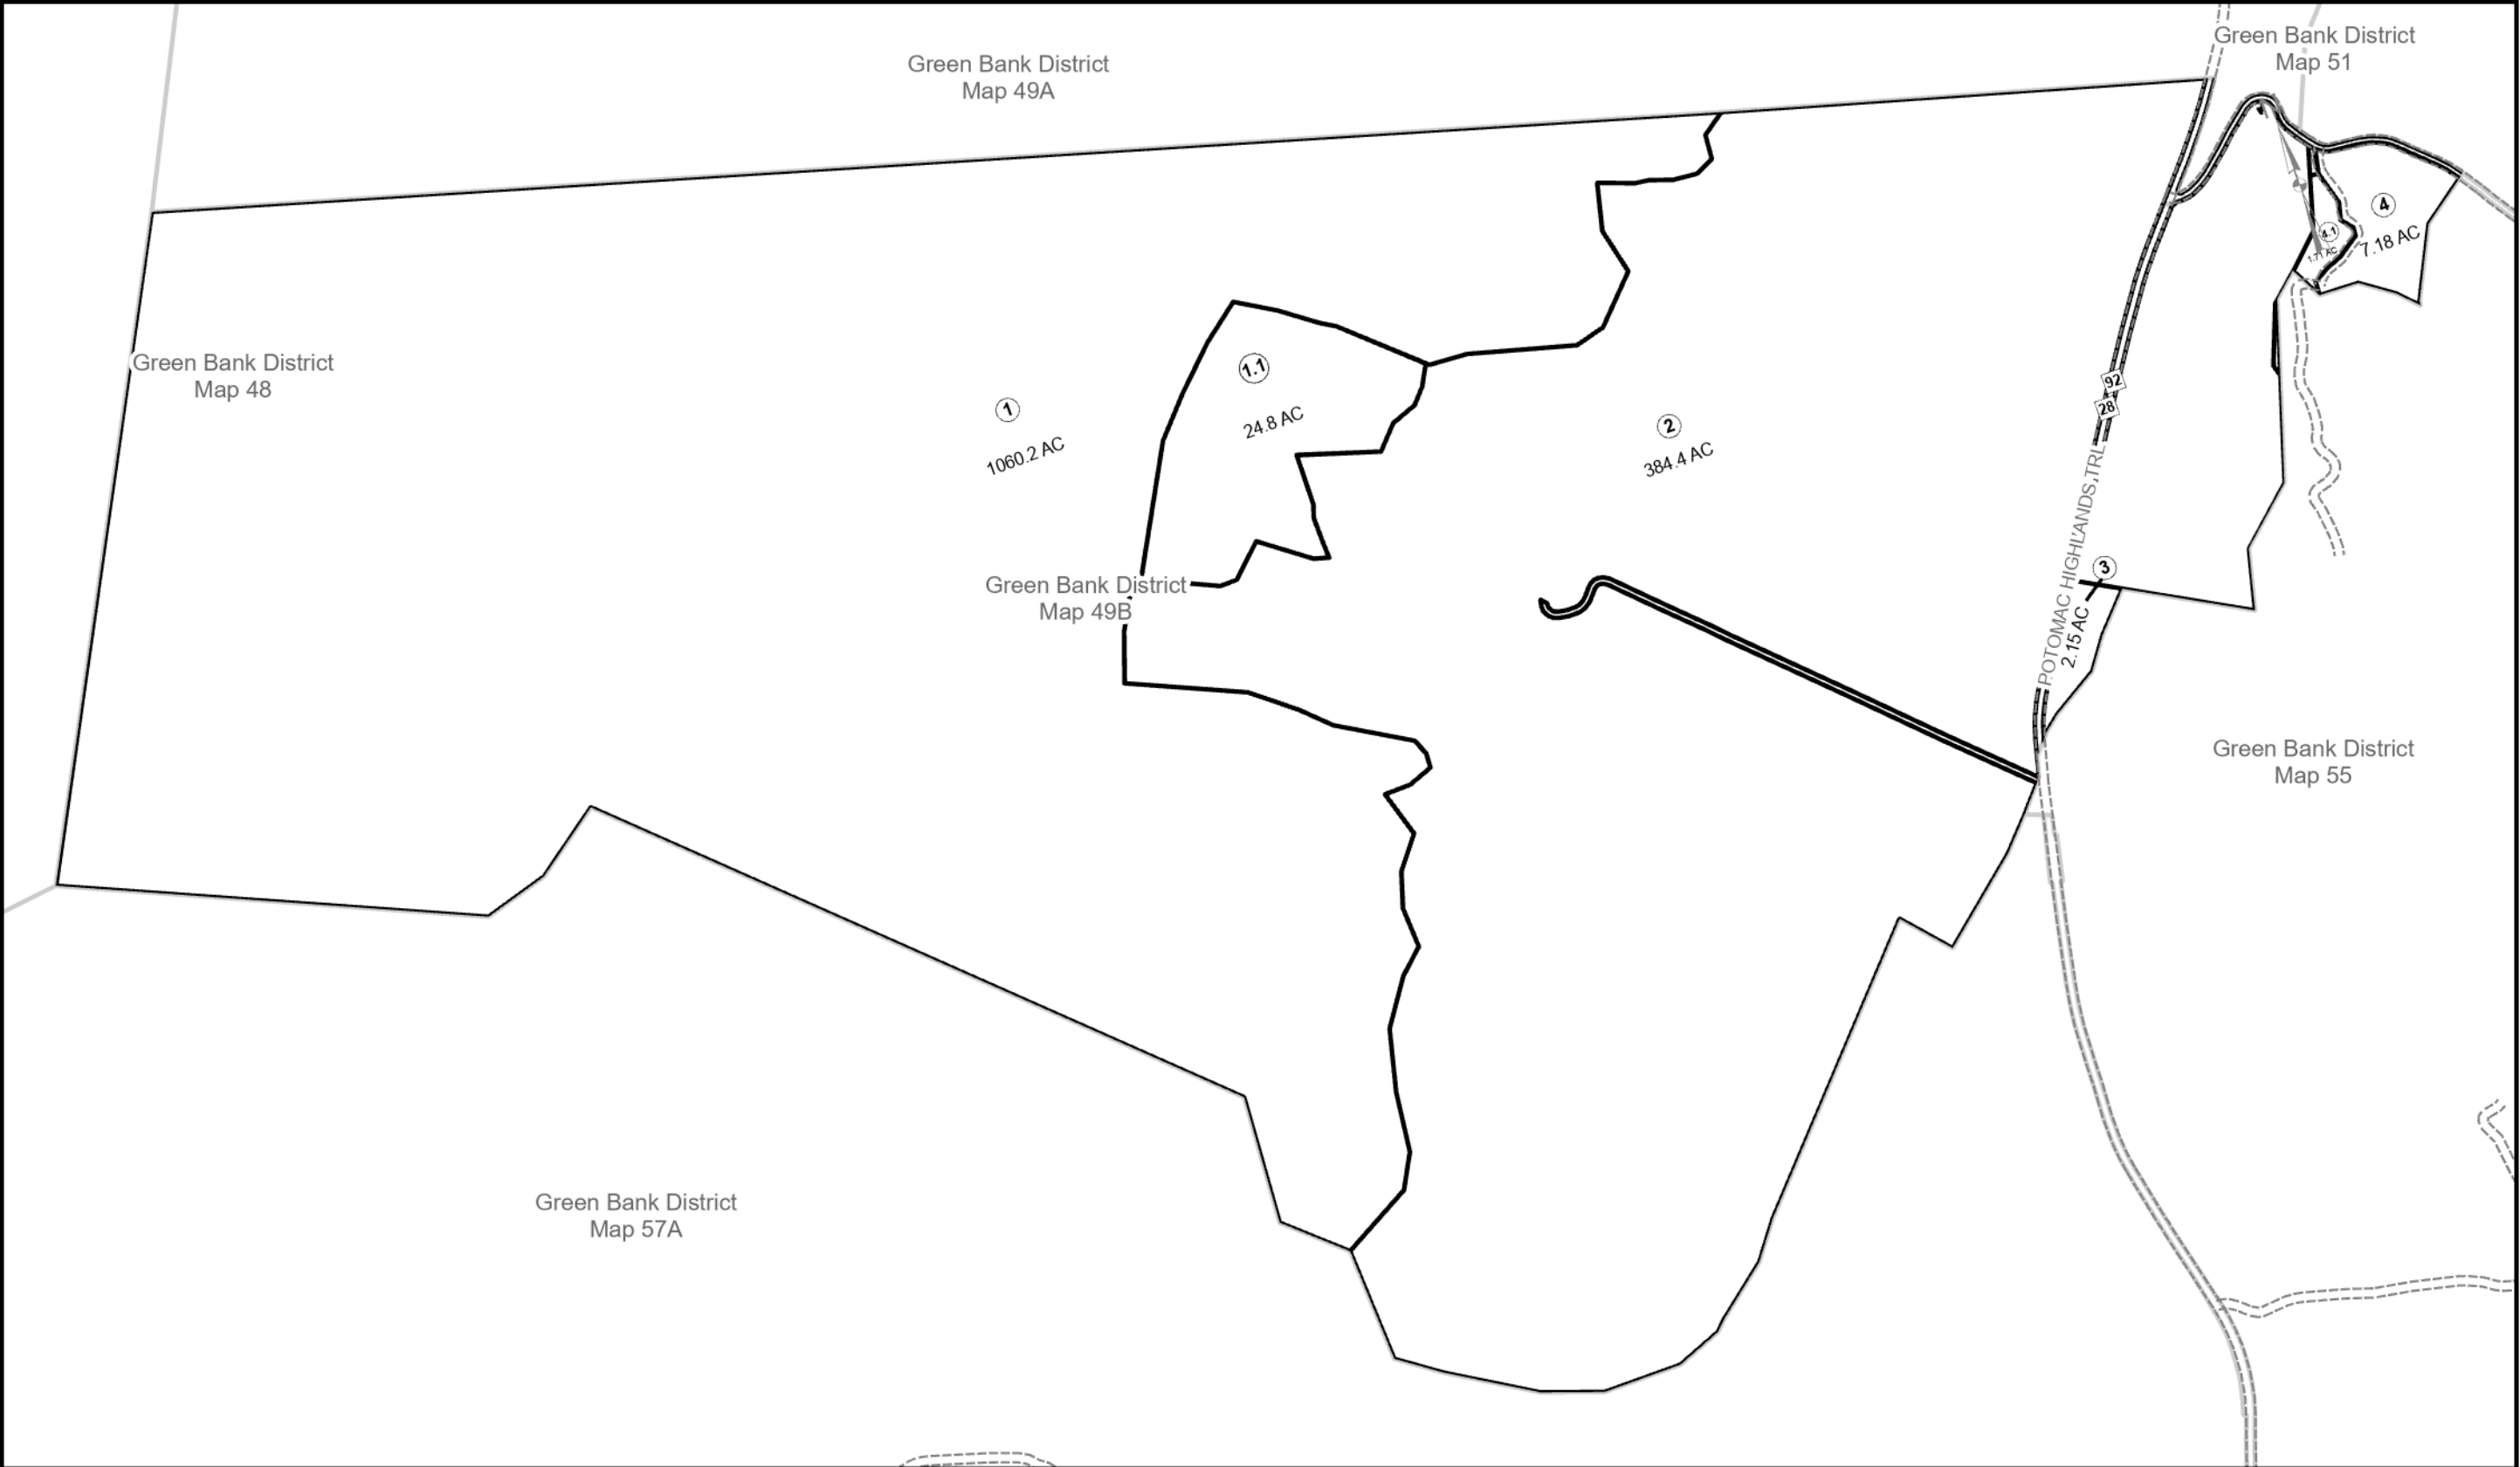 Green Bank District
Map 51
Green Bank District
Map 49A
4
7.18 AC
4.1
1.71 AC
Green Bank District
Map 48
1.1
24.8 AC
1
1060.2 AC
2
384.4 AC
92
28
POTOMAC HIGHLANDS TRL
3
2.15 AC
Green Bank District
Map 49B
Green Bank District
Map 55
Green Bank District
Map 57A